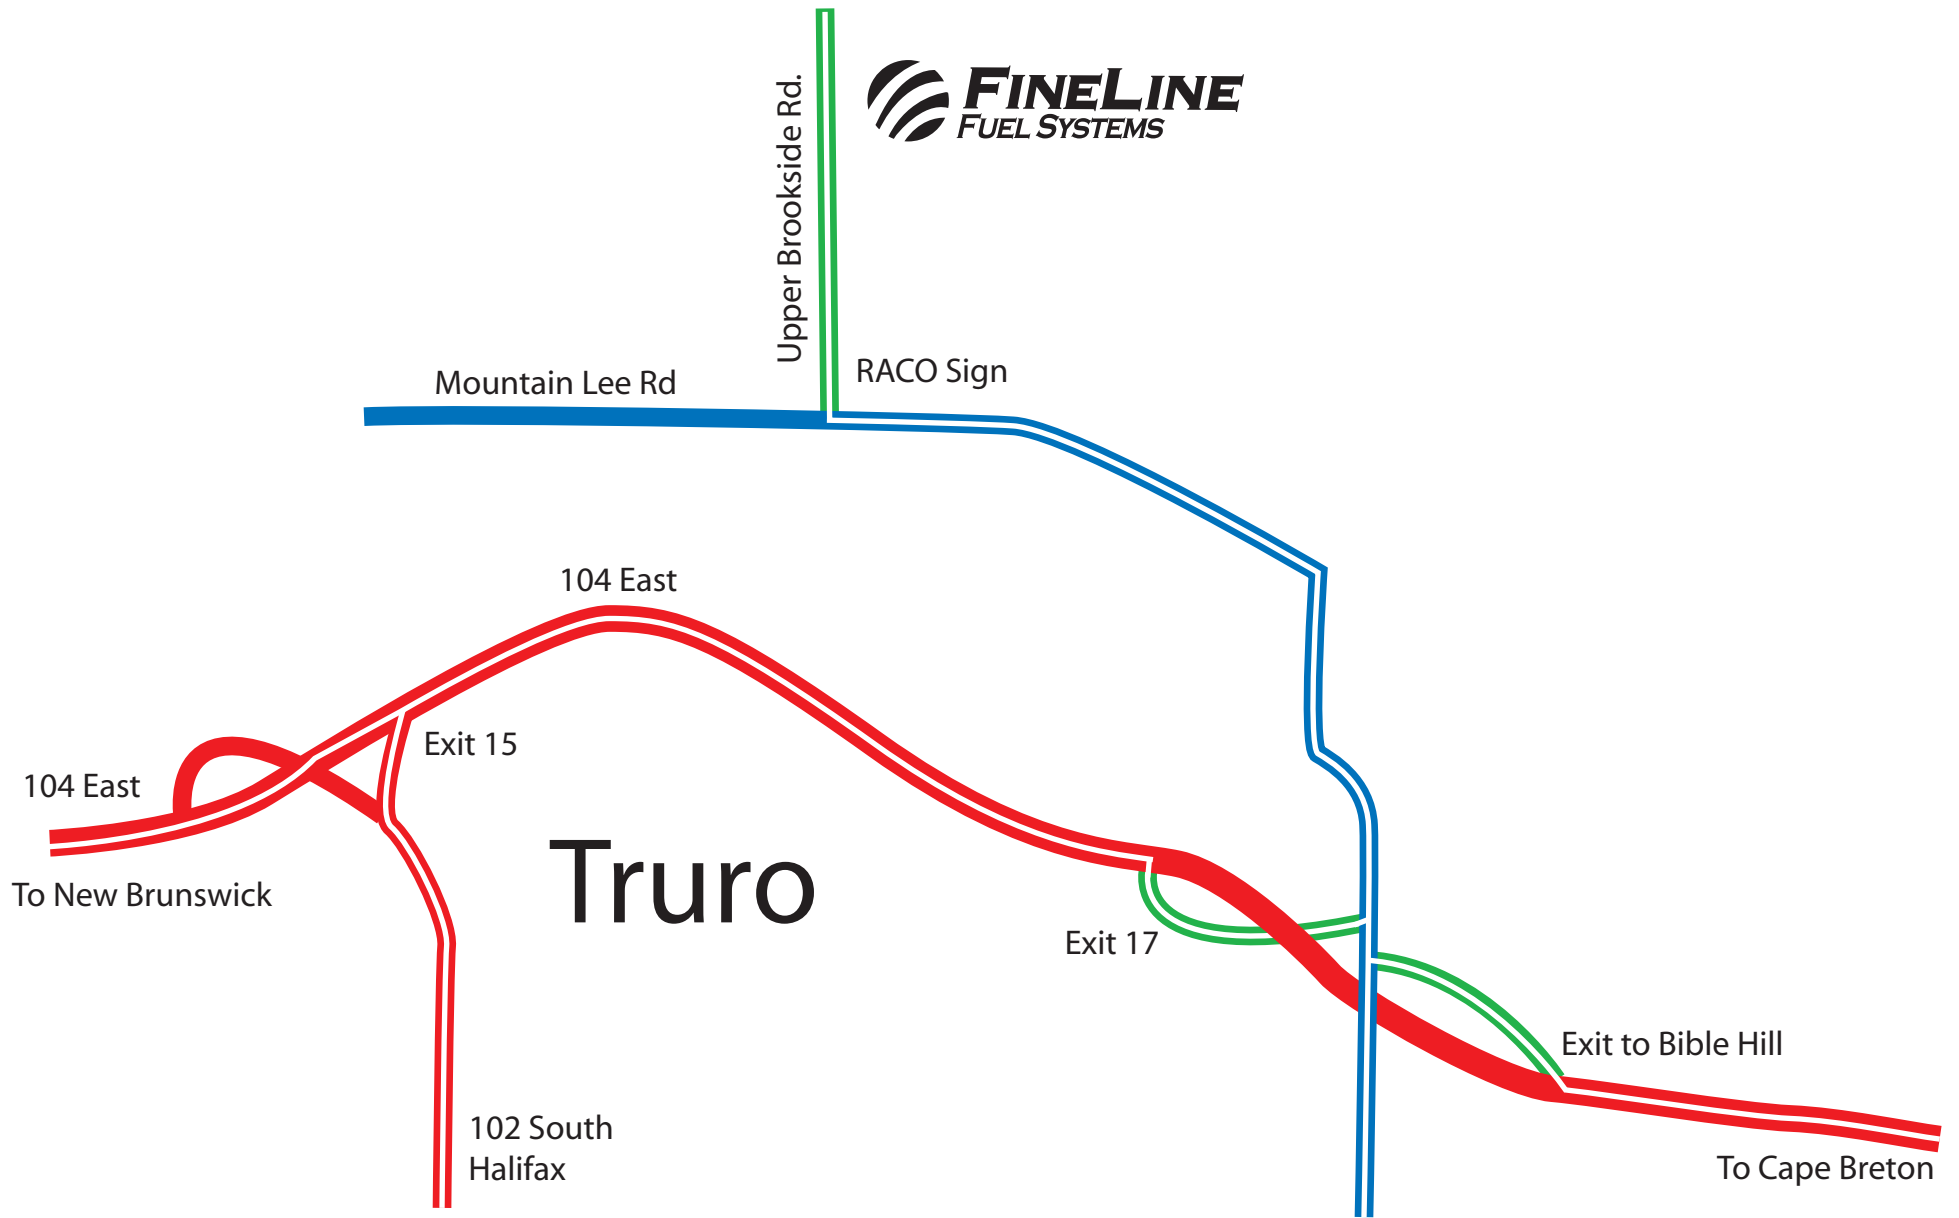 Upper Brookside Rd.
FINELINE
FUEL SYSTEMS
RACO Sign
Mountain Lee Rd
104 East
Exit 15
104 East
To New Brunswick
Truro
Exit 17
Exit to Bible Hill
102 South
Halifax
To Cape Breton